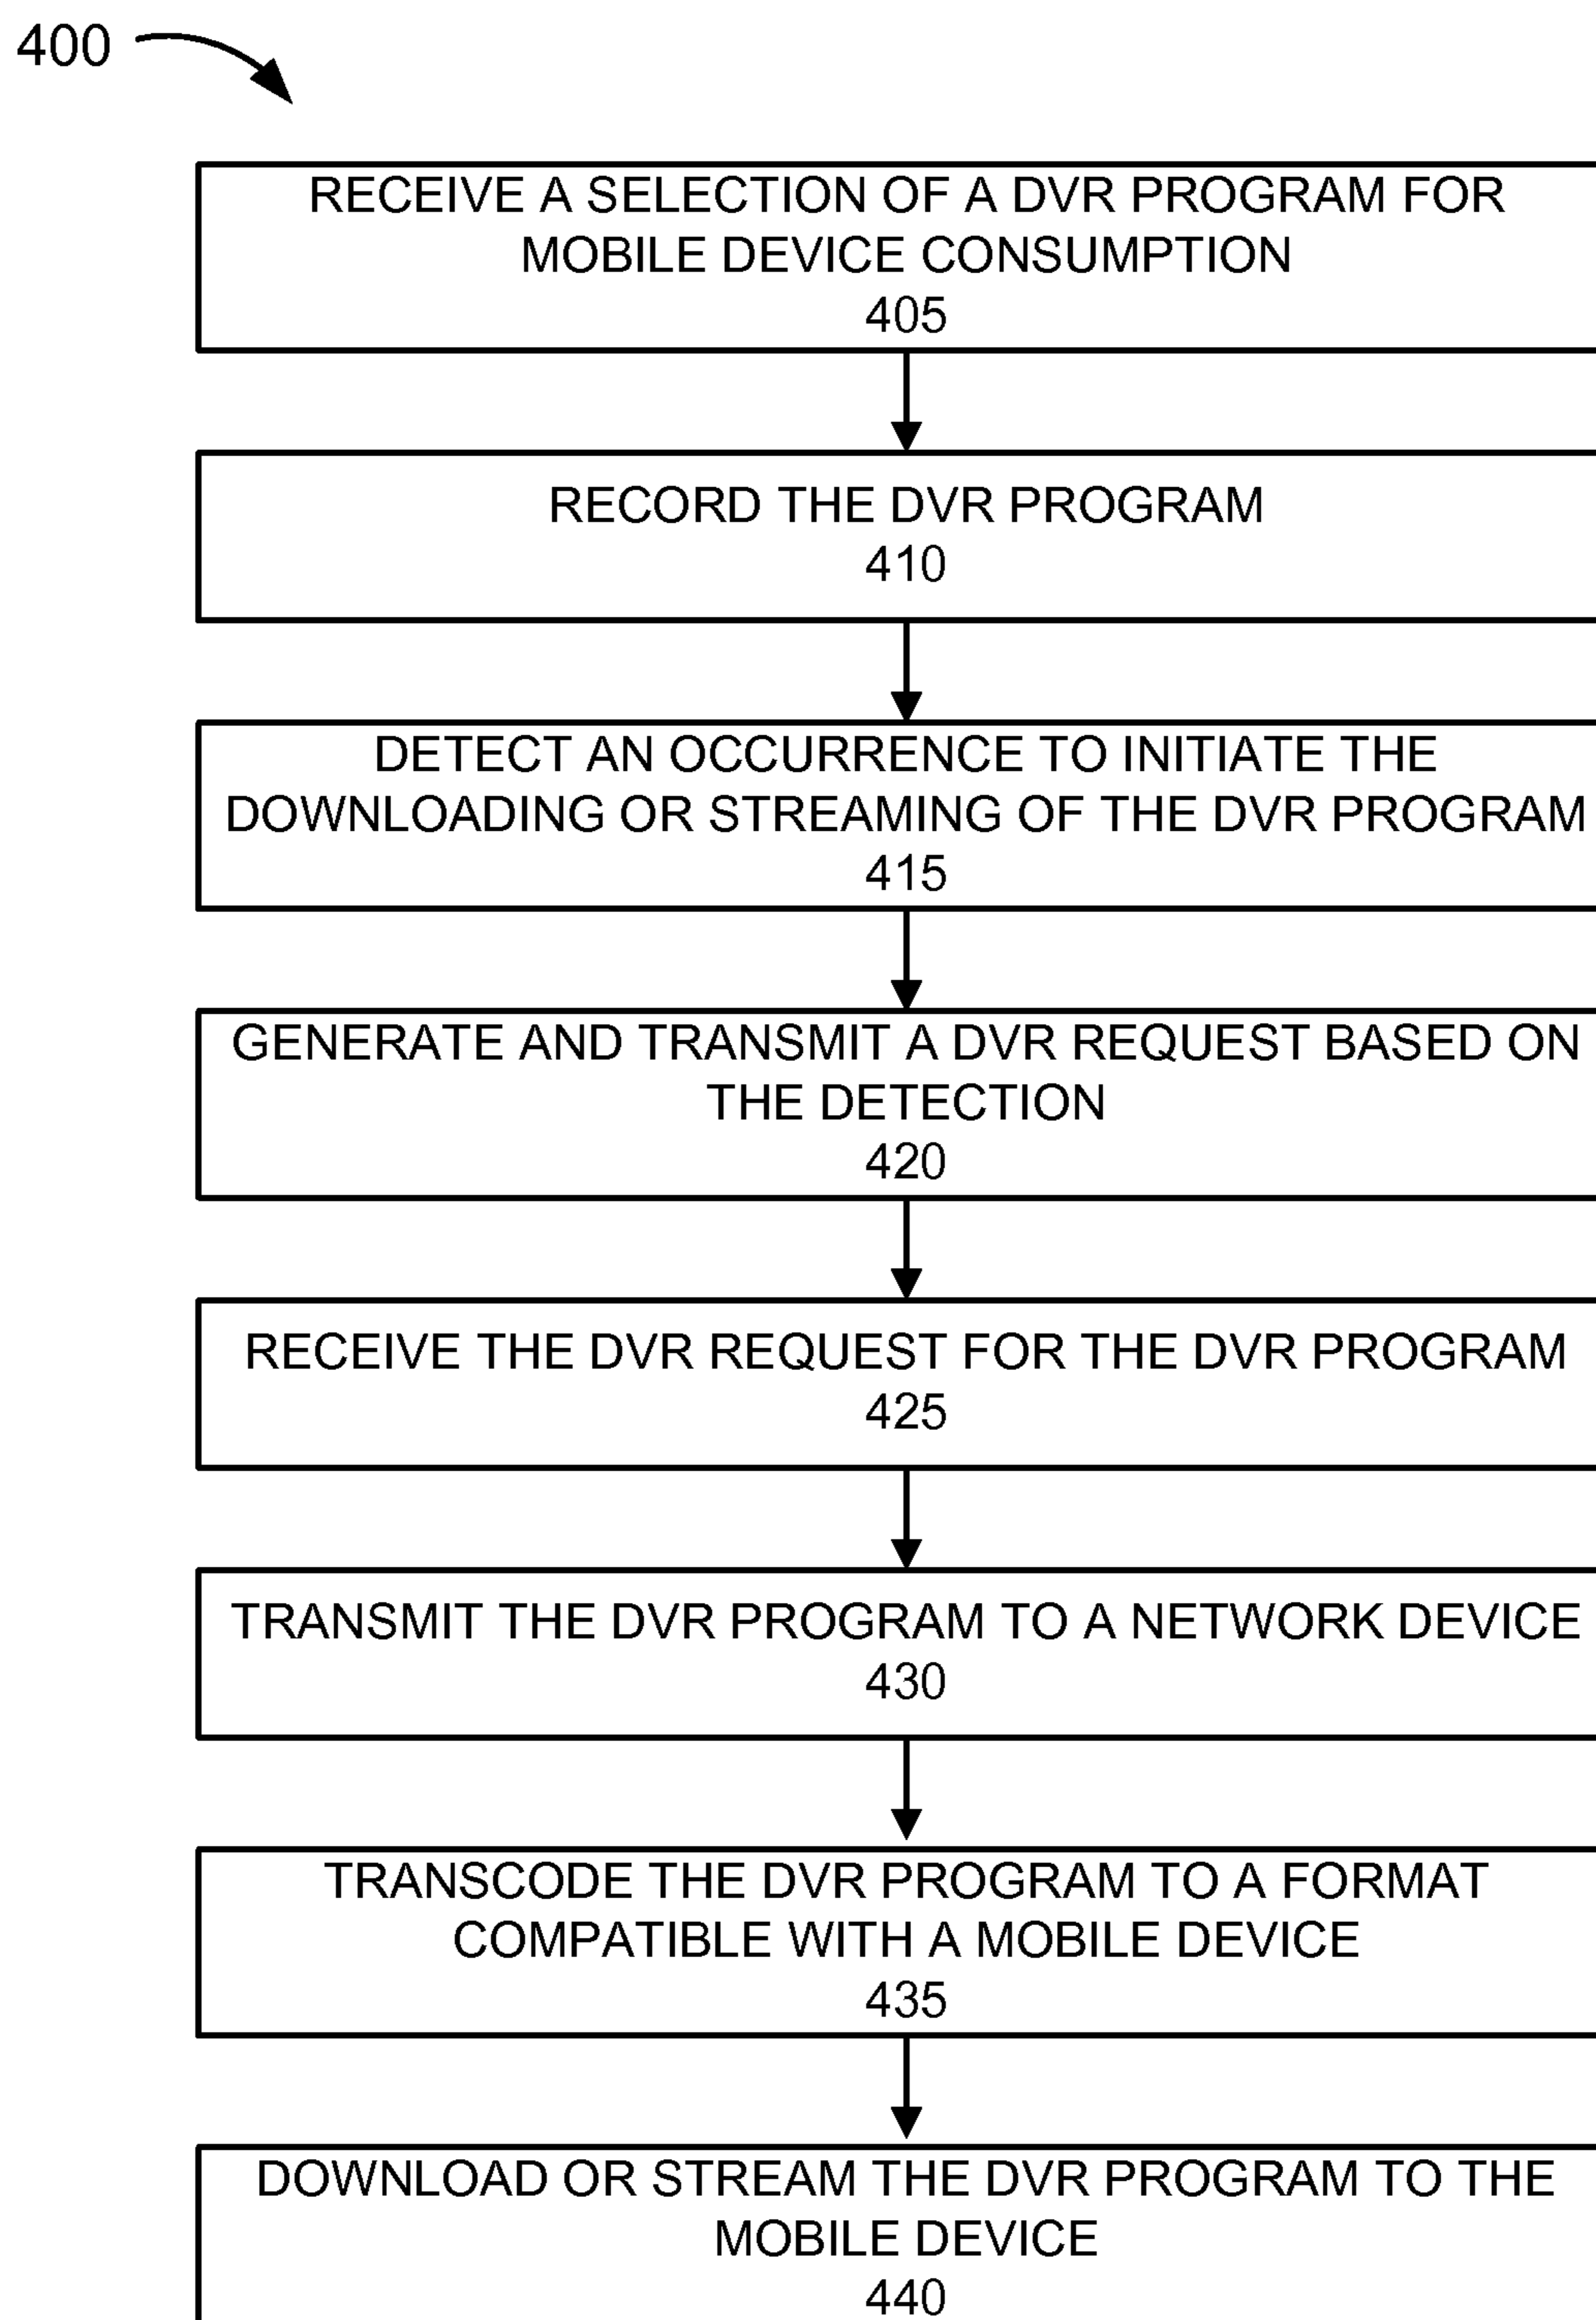 400
RECEIVE A SELECTION OF A DVR PROGRAM FOR
MOBILE DEVICE CONSUMPTION
405
RECORD THE DVR PROGRAM
410
DETECT AN OCCURRENCE TO INITIATE THE
DOWNLOADING OR STREAMING OF THE DVR PROGRAM
415
GENERATE AND TRANSMIT A DVR REQUEST BASED ON
THE DETECTION
420
RECEIVE THE DVR REQUEST FOR THE DVR PROGRAM
425
TRANSMIT THE DVR PROGRAM TO A NETWORK DEVICE
430
TRANSCODE THE DVR PROGRAM TO A FORMAT
COMPATIBLE WITH A MOBILE DEVICE
435
DOWNLOAD OR STREAM THE DVR PROGRAM TO THE
MOBILE DEVICE
440